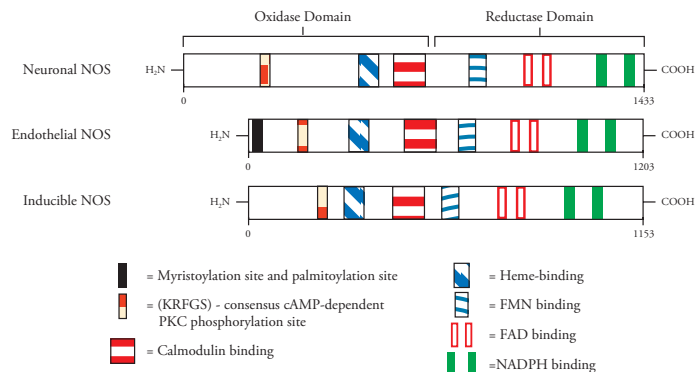 Oxidase Domain
Reductase Domain
Neuronal NOS
H₂N
COOH
0
1433
Endothelial NOS
H₂N
COOH
0
1203
Inducible NOS
H₂N
COOH
0
1153
= Myristoylation site and palmitoylation site
= (KRFGS) - consensus cAMP-dependent
PKC phosphorylation site
= Calmodulin binding
= Heme-binding
= FMN binding
= FAD binding
=NADPH binding